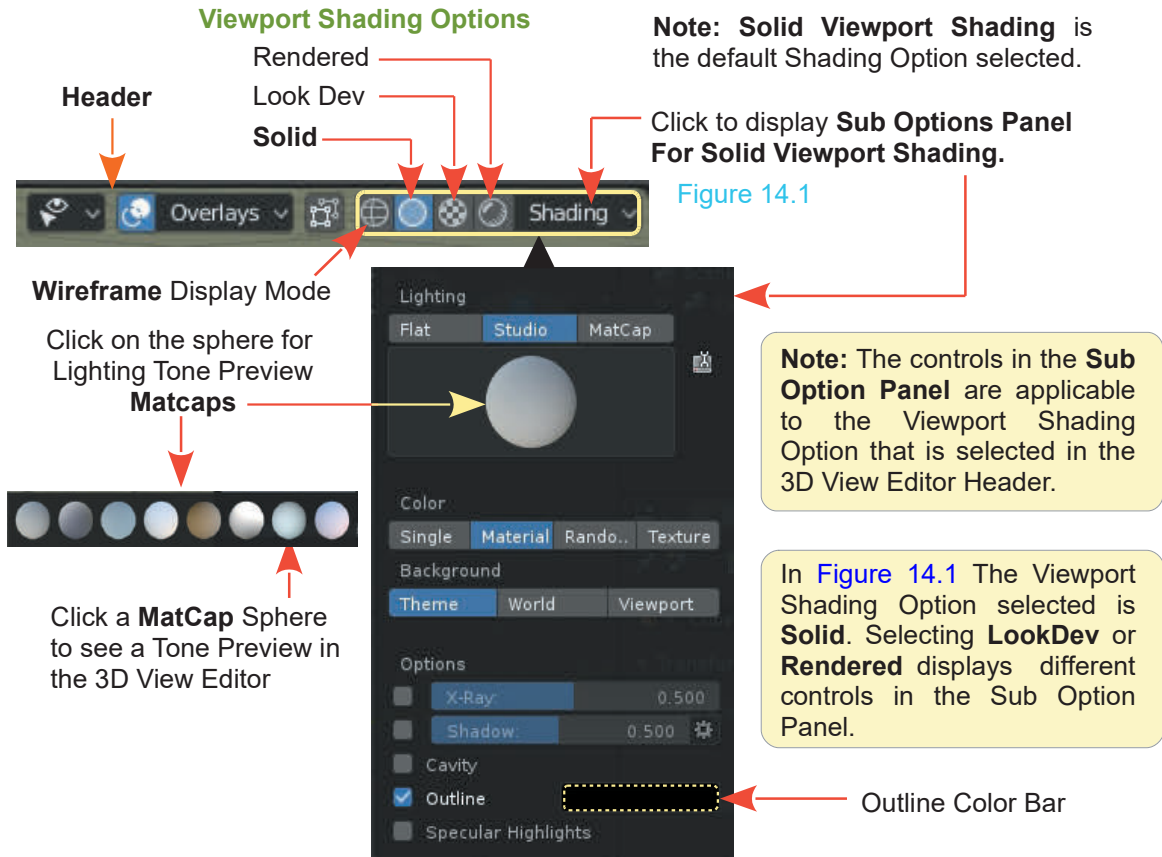 Viewport Shading Options
Rendered
Look Dev
Solid
Header
Note: Solid Viewport Shading is
the default Shading Option selected.
Click to display Sub Options Panel
For Solid Viewport Shading.
Figure 14.1
Overlays
Shading
Wireframe Display Mode
Click on the sphere for
Lighting Tone Preview
Matcaps
Click a MatCap Sphere
to see a Tone Preview in
the 3D View Editor
Lighting
Flat Studio MatCap
Color
Single Material Rando.. Texture
Background
Theme World Viewport
Options
X-Ray: 0.500
Shadow: 0.500
Cavity
Outline
Specular Highlights
Note: The controls in the Sub
Option Panel are applicable
to the Viewport Shading
Option that is selected in the
3D View Editor Header.
In Figure 14.1 The Viewport
Shading Option selected is
Solid. Selecting LookDev or
Rendered displays different
controls in the Sub Option
Panel.
Outline Color Bar